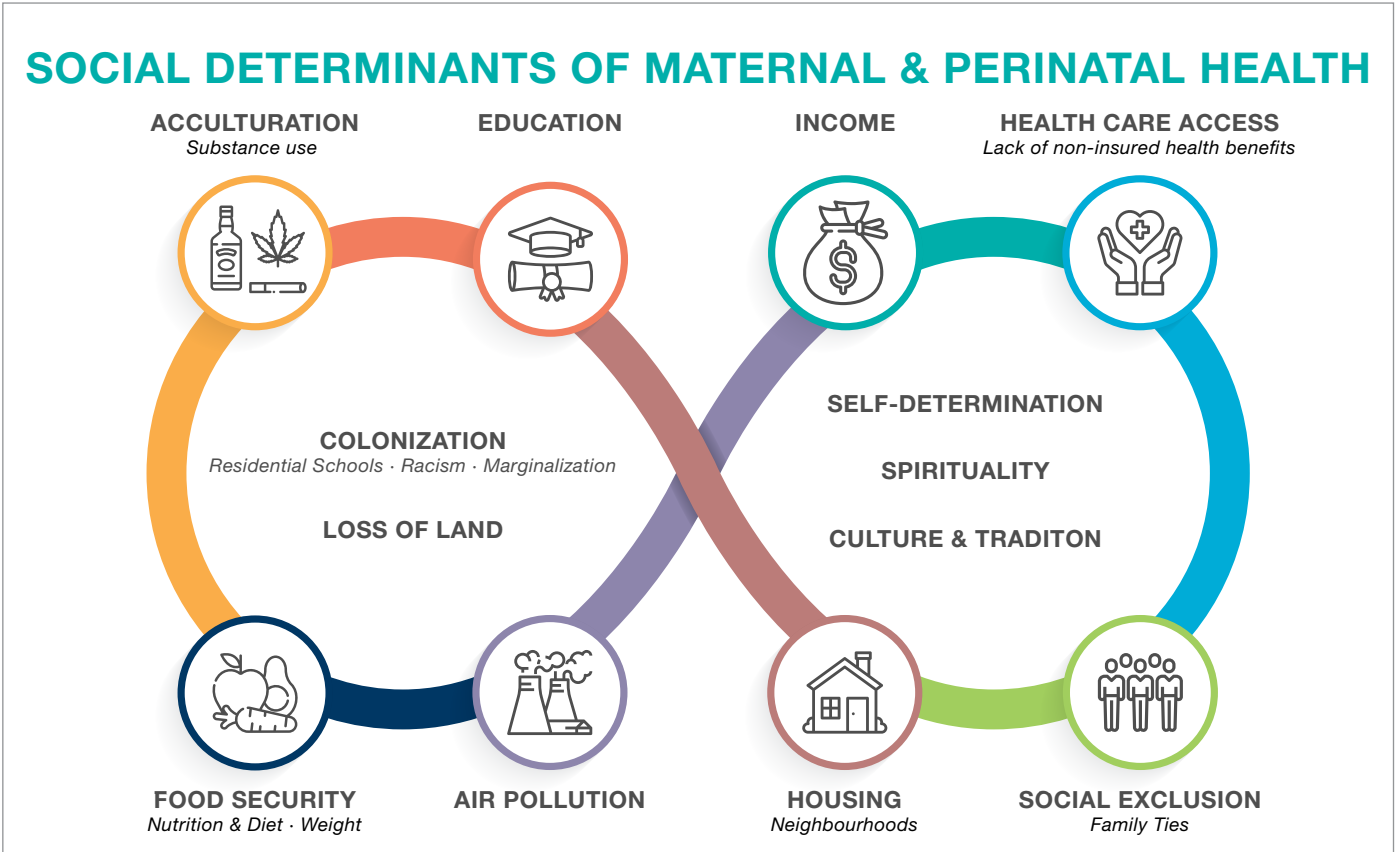 SOCIAL DETERMINANTS OF MATERNAL & PERINATAL HEALTH
ACCULTURATION
Substance use
EDUCATION
INCOME
HEALTH CARE ACCESS
Lack of non-insured health benefits
$
COLONIZATION
Residential Schools · Racism · Marginalization
LOSS OF LAND
SELF-DETERMINATION
SPIRITUALITY
CULTURE & TRADITON
FOOD SECURITY
Nutrition & Diet · Weight
AIR POLLUTION
HOUSING
Neighbourhoods
SOCIAL EXCLUSION
Family Ties